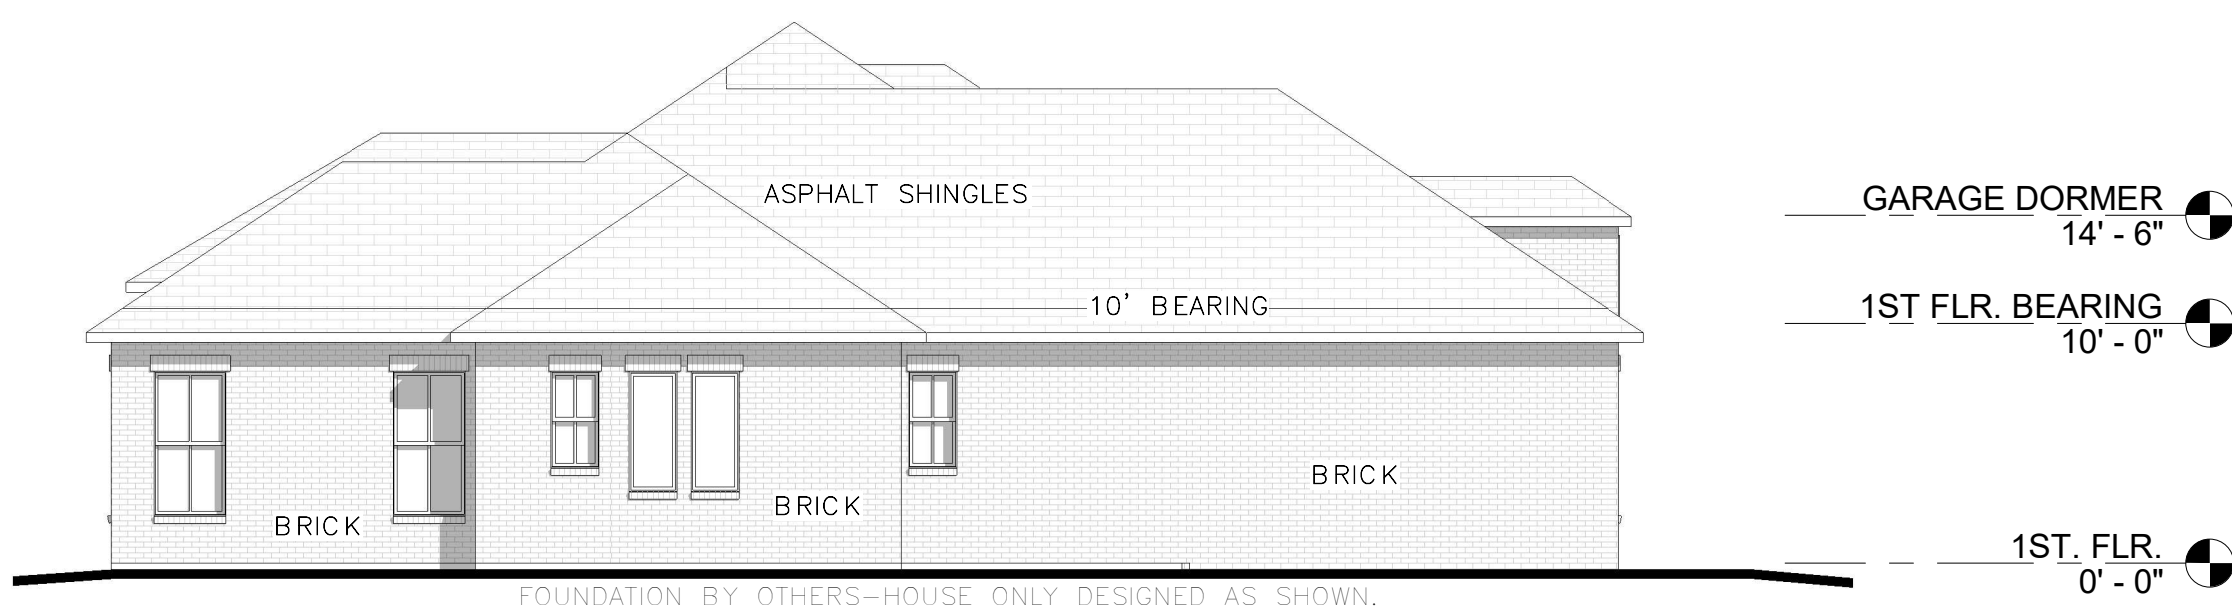 ASPHALT SHINGLES
GARAGE DORMER
14' - 6"
10' BEARING
1ST FLR. BEARING
10' - 0"
BRICK
BRICK
BRICK
1ST. FLR.
0' - 0"
FOUNDATION BY OTHERS-HOUSE ONLY DESIGNED AS SHOWN.